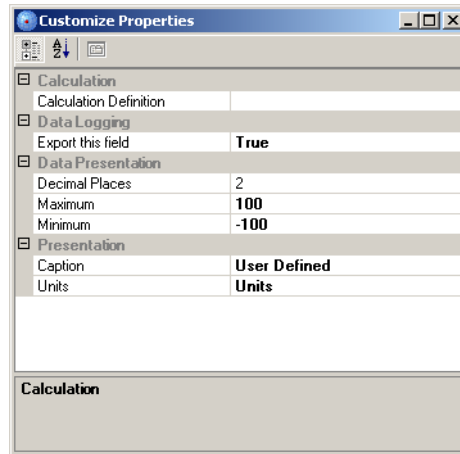 Customize Properties
Calculation
Calculation Definition
Data Logging
Export this field True
Data Presentation
Decimal Places 2
Maximum 100
Minimum -100
Presentation
Caption User Defined
Units Units
Calculation